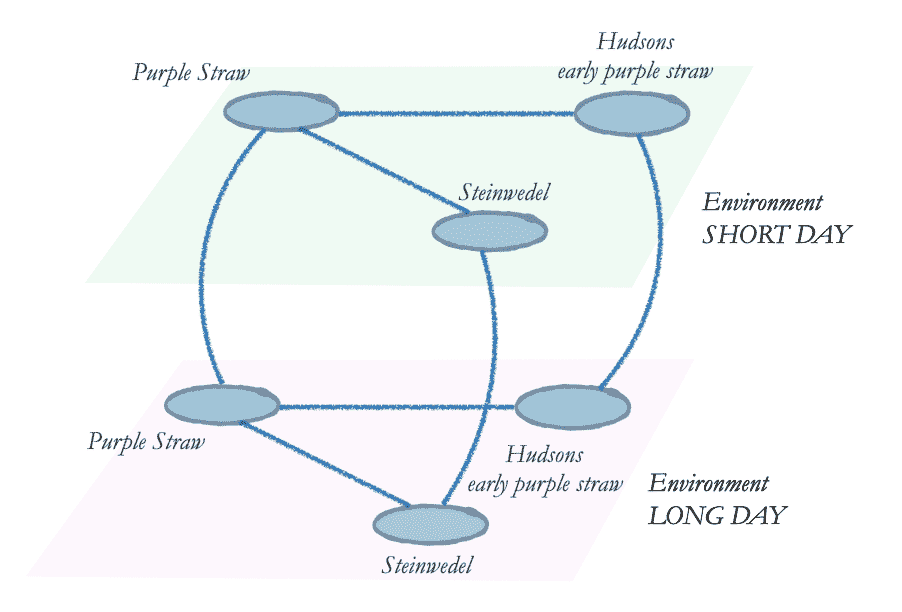 Hudsons
early purple straw
Purple Straw
Steinwedel
Environment
SHORT DAY
Purple Straw
Hudsons
early purple straw
Environment
LONG DAY
Steinwedel